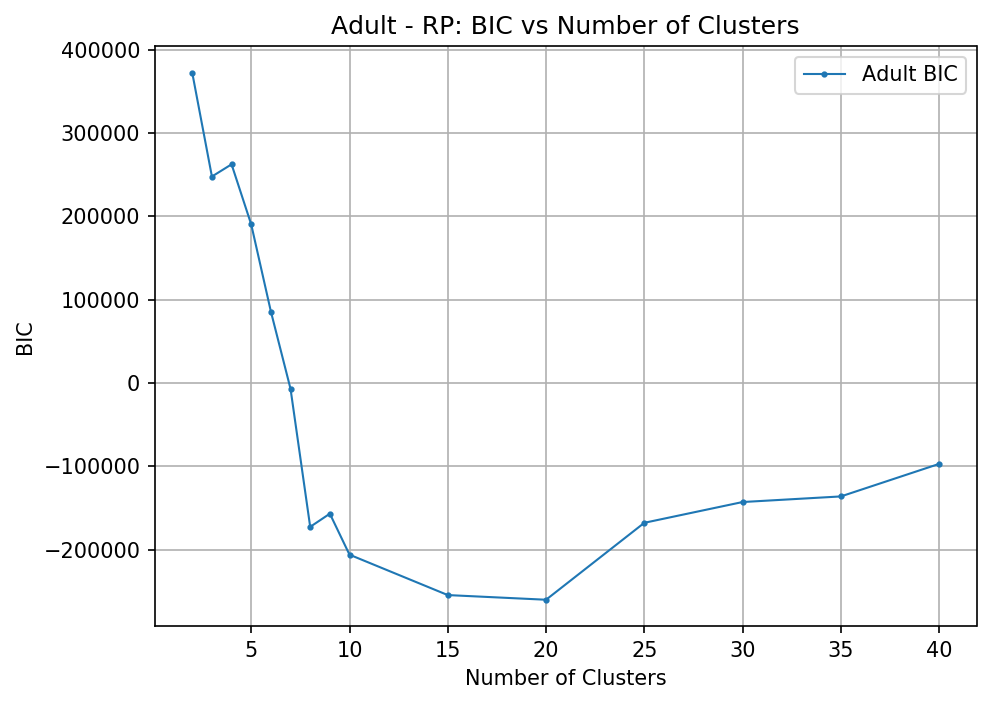 Adult - RP: BIC vs Number of Clusters
Adult BIC
BIC
400000
300000
200000
100000
0
−100000
−200000
5 10 15 20 25 30 35 40
Number of Clusters